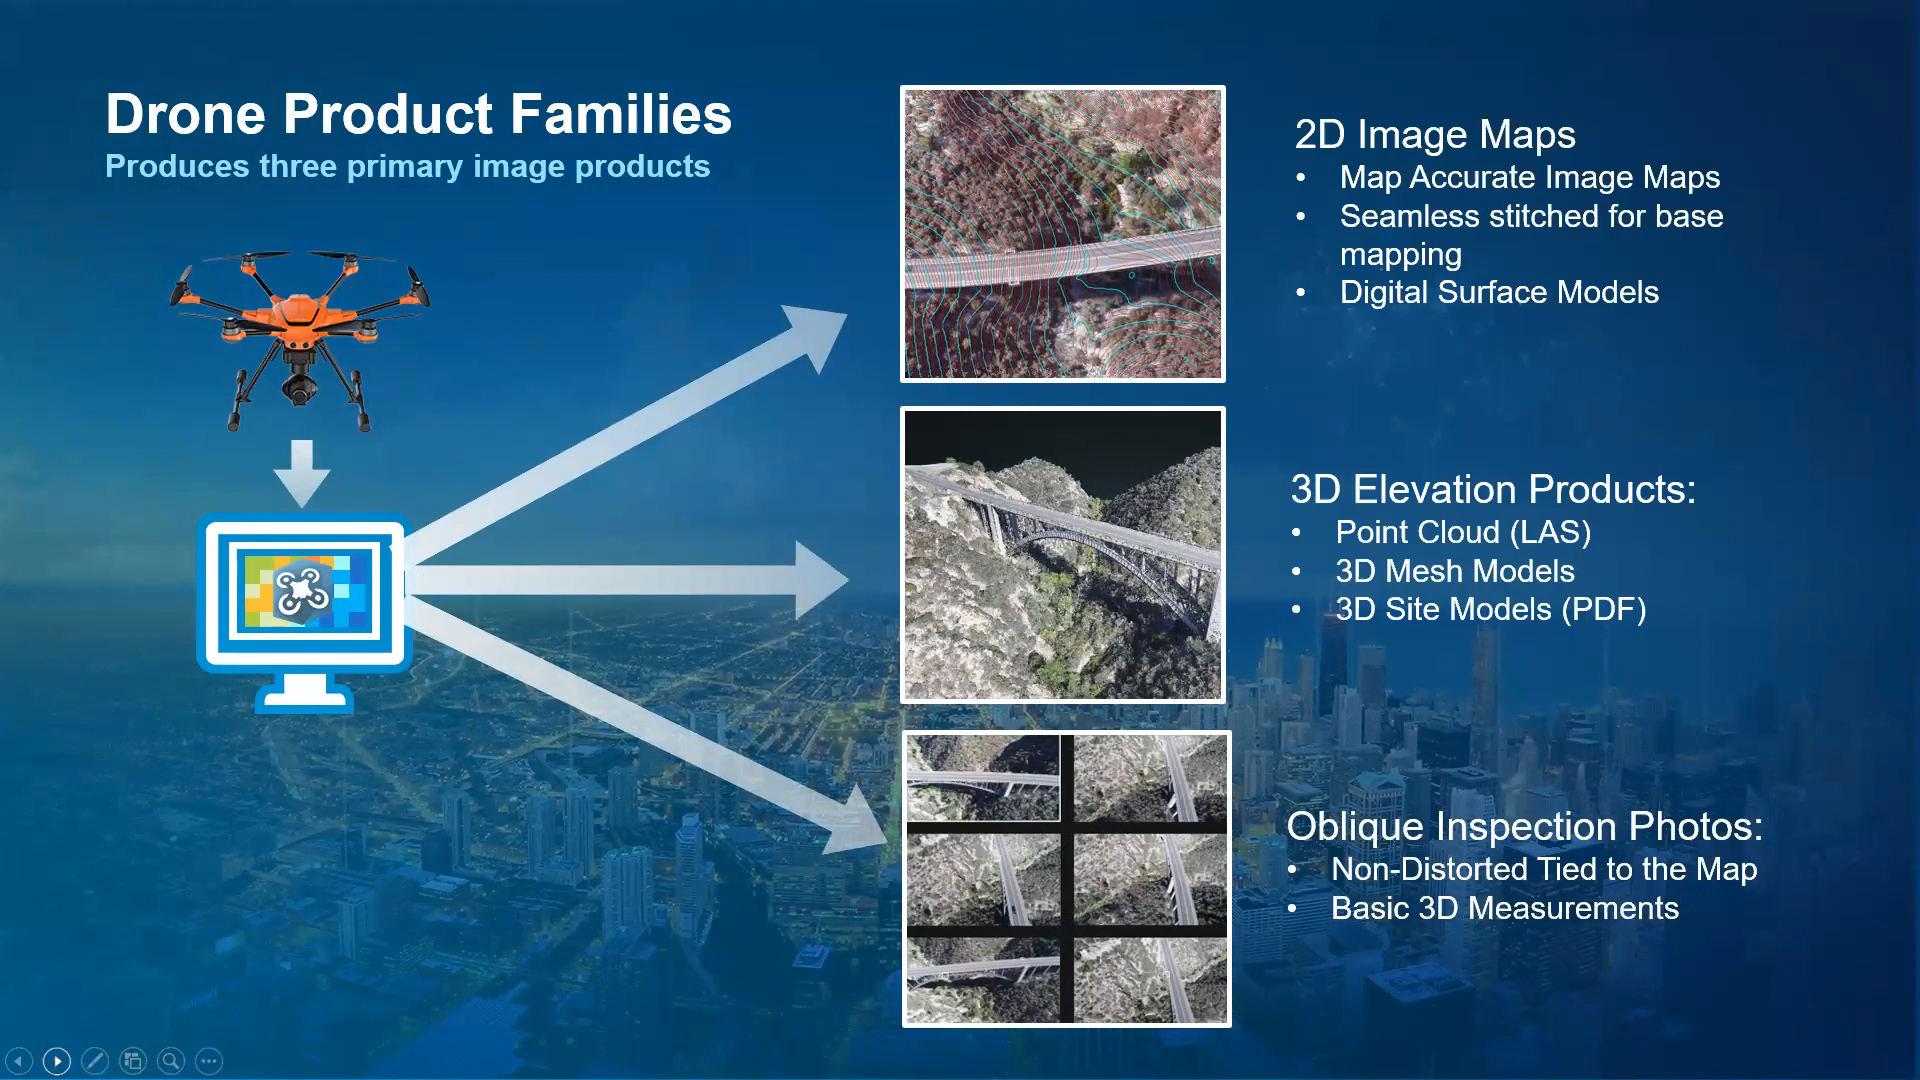 Drone Product Families
Produces three primary image products
2D Image Maps
• Map Accurate Image Maps
• Seamless stitched for base
mapping
• Digital Surface Models
3D Elevation Products:
• Point Cloud (LAS)
• 3D Mesh Models
• 3D Site Models (PDF)
Oblique Inspection Photos:
• Non-Distorted Tied to the Map
• Basic 3D Measurements